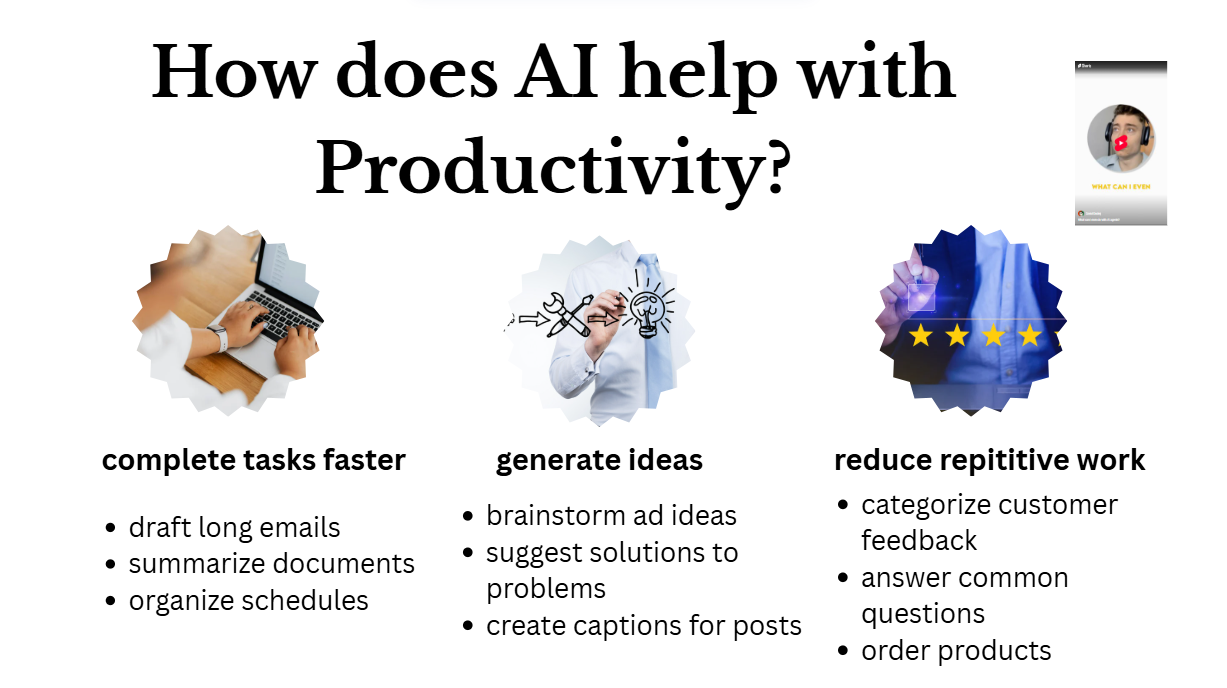 How does AI help with
Productivity?
WHAT CAN I EVEN
complete tasks faster
• draft long emails
• summarize documents
• organize schedules
generate ideas
• brainstorm ad ideas
• suggest solutions to
problems
• create captions for posts
reduce repititive work
• categorize customer
feedback
• answer common
questions
• order products